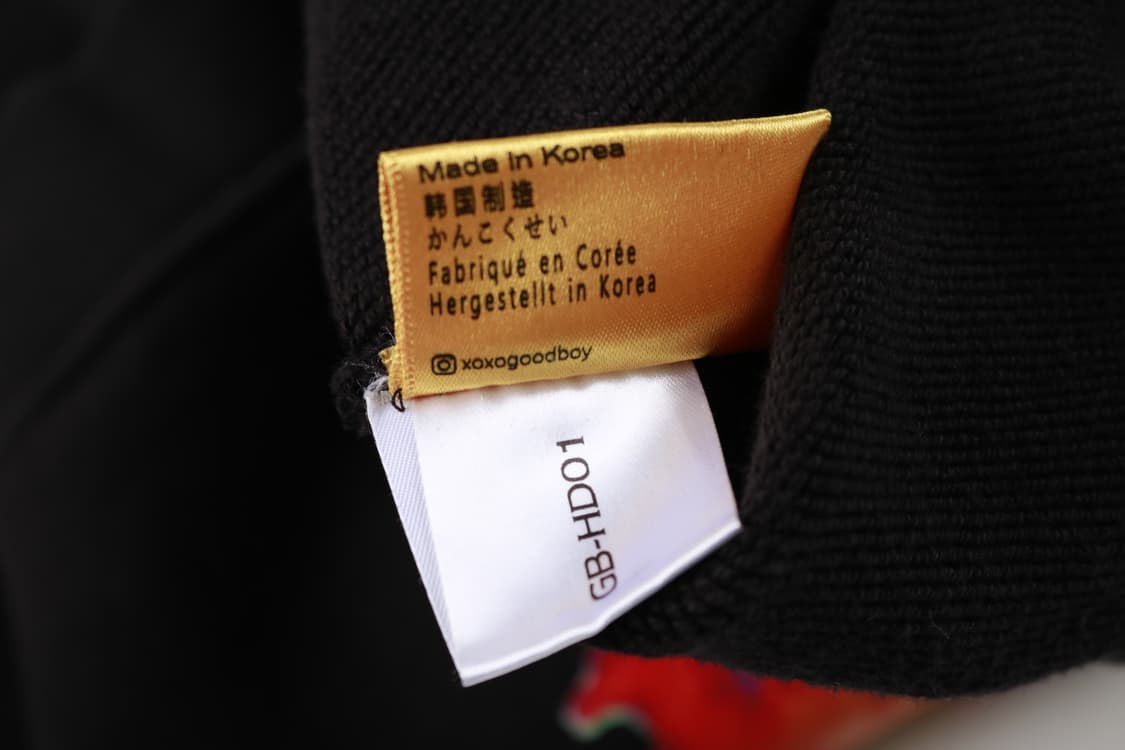 Made in Korea
韩国制造
かんこくせい
Fabriqué en Corée
Hergestellt in Korea
xoxogoodboy
GB-HD01